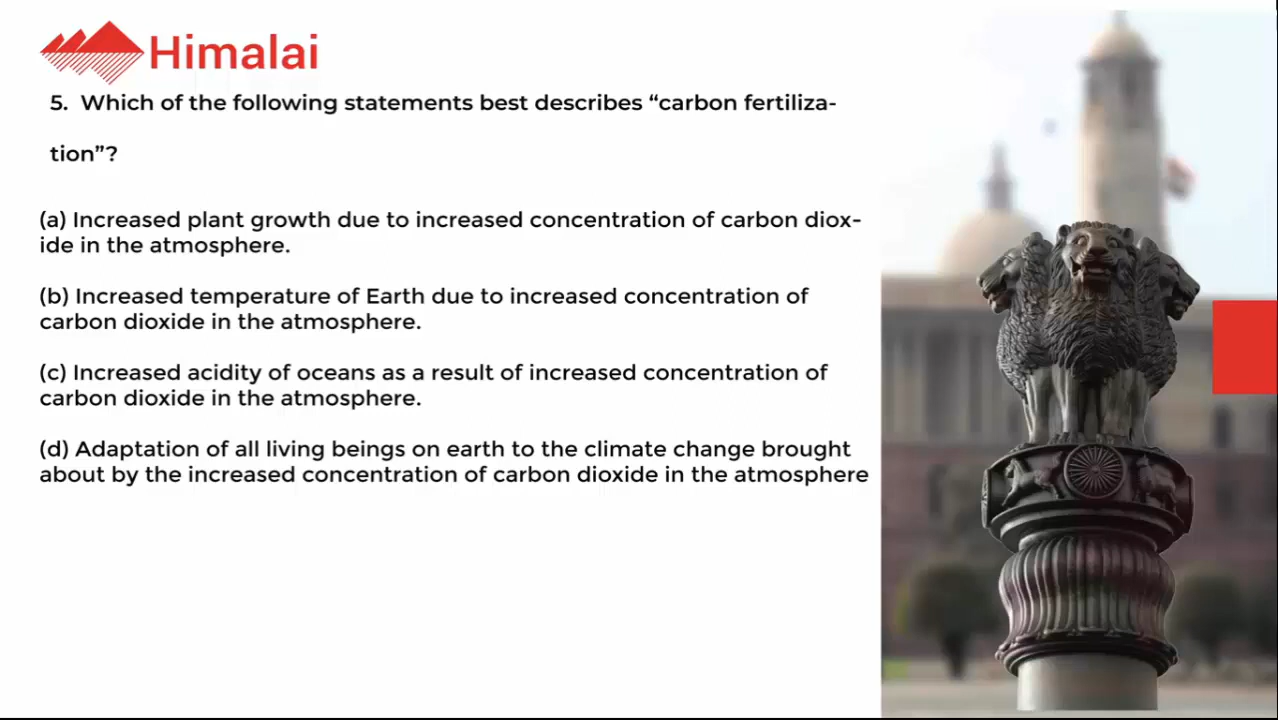 Himalai
5. Which of the following statements best describes “carbon fertiliza-
tion”?
(a) Increased plant growth due to increased concentration of carbon diox-
ide in the atmosphere.
(b) Increased temperature of Earth due to increased concentration of
carbon dioxide in the atmosphere.
(c) Increased acidity of oceans as a result of increased concentration of
carbon dioxide in the atmosphere.
(d) Adaptation of all living beings on earth to the climate change brought
about by the increased concentration of carbon dioxide in the atmosphere